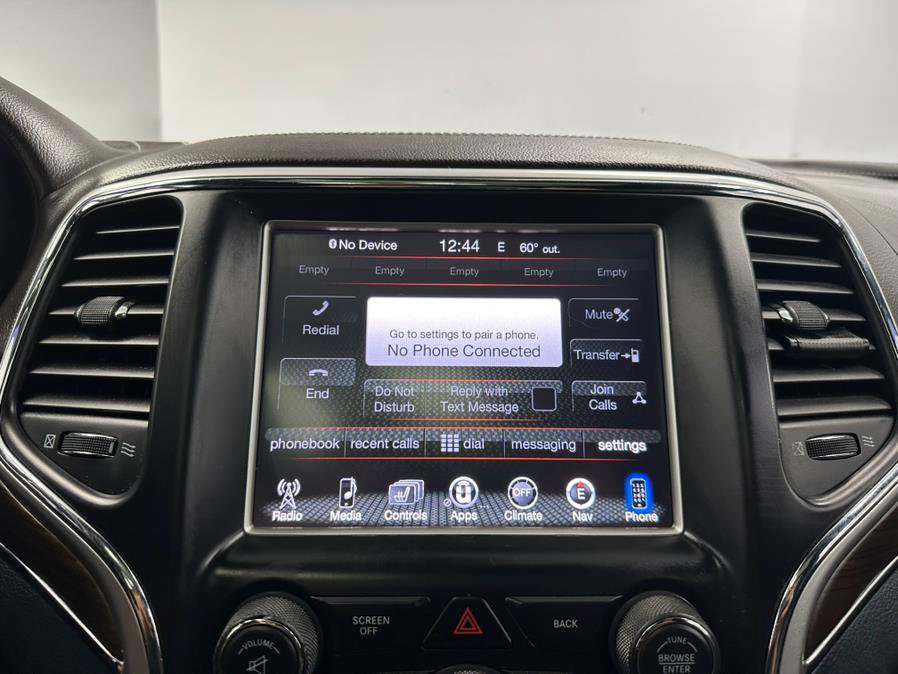 No Device 12:44 E 60° out.
Empty Empty Empty Empty Empty
Redial
Go to settings to pair a phone.
No Phone Connected
Mute
Transfer
End
Do Not
Disturb
Reply with
Text Message
Join
Calls
phonebook recent calls dial messaging settings
OFF E
Radio Media Controls Apps Climate Nav Phone
SCREEN
OFF
BACK
VOLUME
TUNE
BROWSE
ENTER